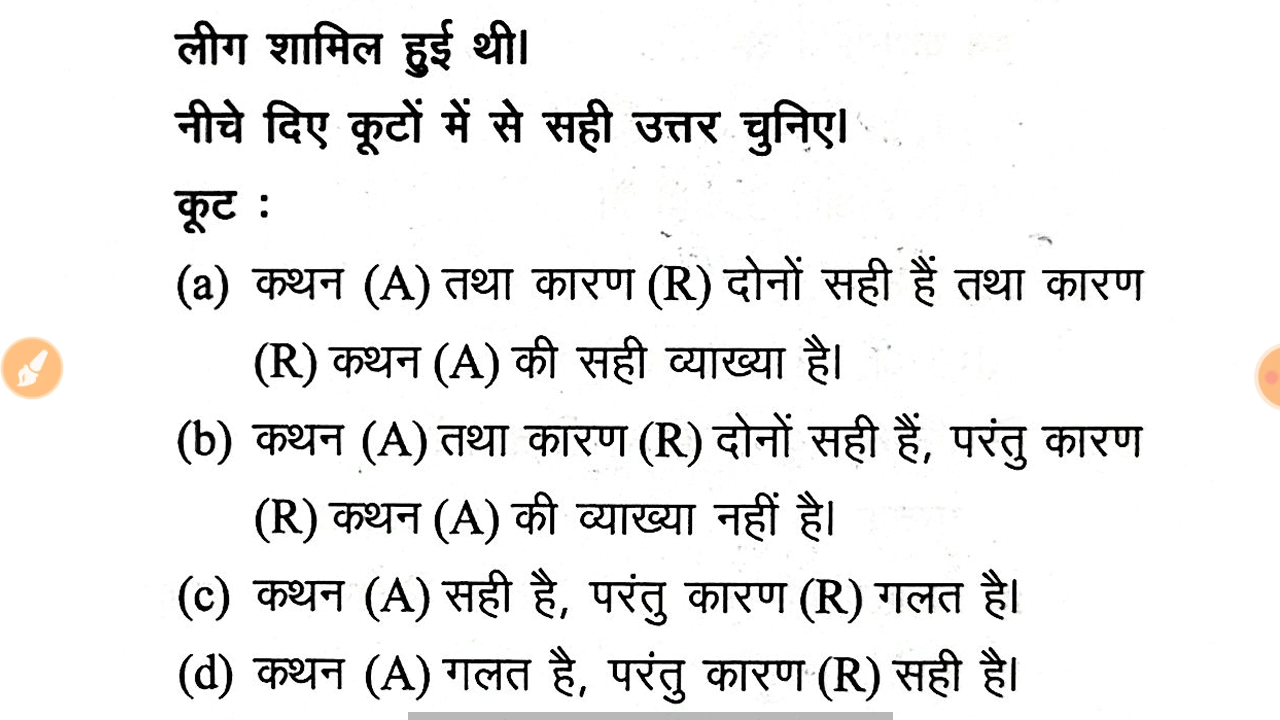 लीग शामिल हुई थी।
नीचे दिए कूटों में से सही उत्तर चुनिए।
कूट :
(a) कथन (A) तथा कारण (R) दोनों सही हैं तथा कारण
(R) कथन (A) की सही व्याख्या है।
(b) कथन (A) तथा कारण (R) दोनों सही हैं, परंतु कारण
(R) कथन (A) की व्याख्या नहीं है।
(c) कथन (A) सही है, परंतु कारण (R) गलत है।
(d) कथन (A) गलत है, परंतु कारण (R) सही है।